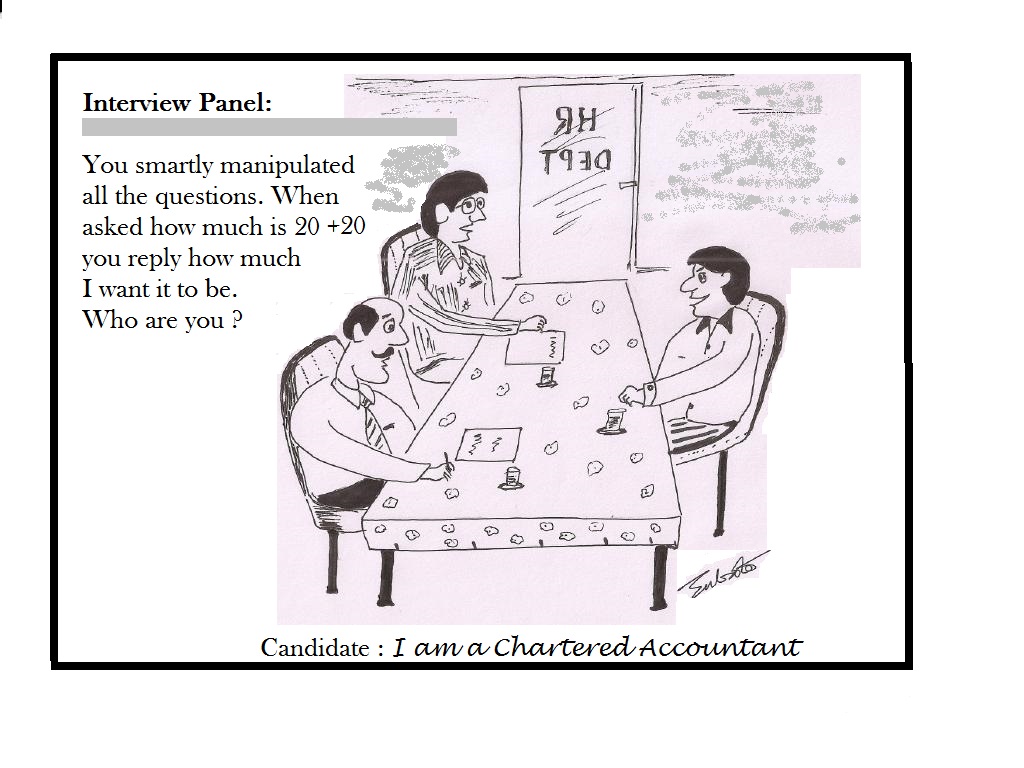 Interview Panel:
You smartly manipulated
all the questions. When
asked how much is 20 +20
you reply how much
I want it to be.
Who are you ?
HR
DEPT
Candidate : I am a Chartered Accountant